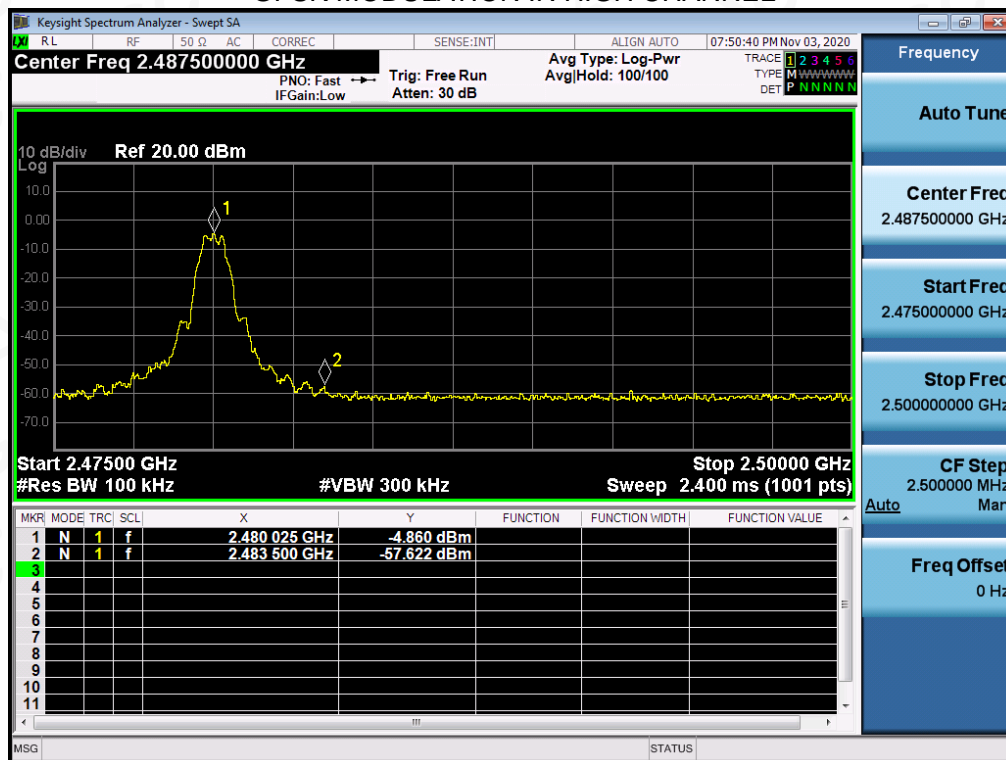 Keysight Spectrum Analyzer - Swept SA
LXI RL RF 50 Ω AC CORREC SENSE:INT ALIGN AUTO 07:50:40 PM Nov 03, 2020
Center Freq 2.487500000 GHz
PNO: Fast
IFGain:Low
Trig: Free Run
Atten: 30 dB
Avg Type: Log-Pwr
Avg|Hold: 100/100
TRACE 1 2 3 4 5 6
TYPE M WWWWW
DET P N N N N N
10 dB/div Ref 20.00 dBm
Log
10.0
0.00
-10.0
-20.0
-30.0
-40.0
-50.0
-60.0
-70.0
1
2
Start 2.47500 GHz Stop 2.50000 GHz
#Res BW 100 kHz #VBW 300 kHz Sweep 2.400 ms (1001 pts)
MKR MODE TRC SCL X Y FUNCTION FUNCTION WIDTH FUNCTION VALUE
1 N 1 f 2.480 025 GHz -4.860 dBm
2 N 1 f 2.483 500 GHz -57.622 dBm
3
4
5
6
7
8
9
10
11
MSG STATUS
Frequency
Auto Tune
Center Freq
2.487500000 GHz
Start Freq
2.475000000 GHz
Stop Freq
2.500000000 GHz
CF Step
2.500000 MHz
Auto Man
Freq Offset
0 Hz